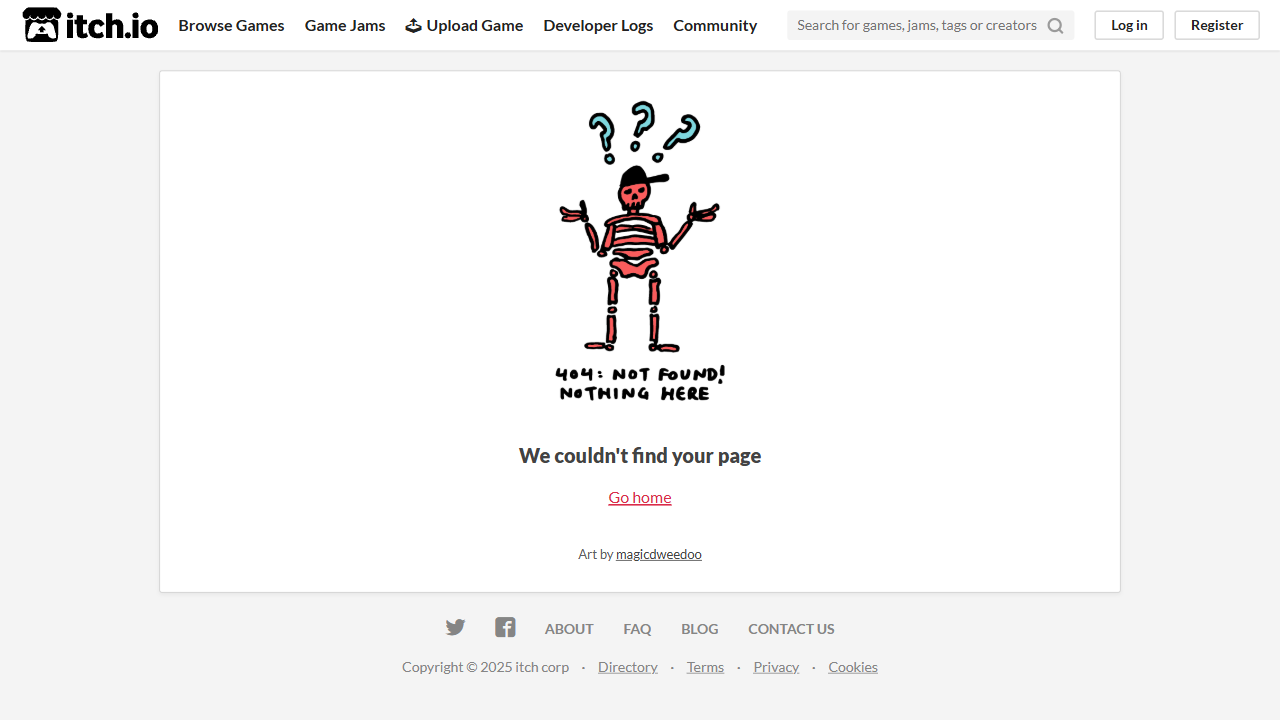 itch.io Browse Games Game Jams Upload Game Developer Logs Community Search for games, jams, tags or creators Log in Register
? ? ?
404: NOT FOUND!
NOTHING HERE
We couldn't find your page
Go home
Art by magicdweedoo
ABOUT FAQ BLOG CONTACT US
Copyright © 2025 itch corp · Directory · Terms · Privacy · Cookies